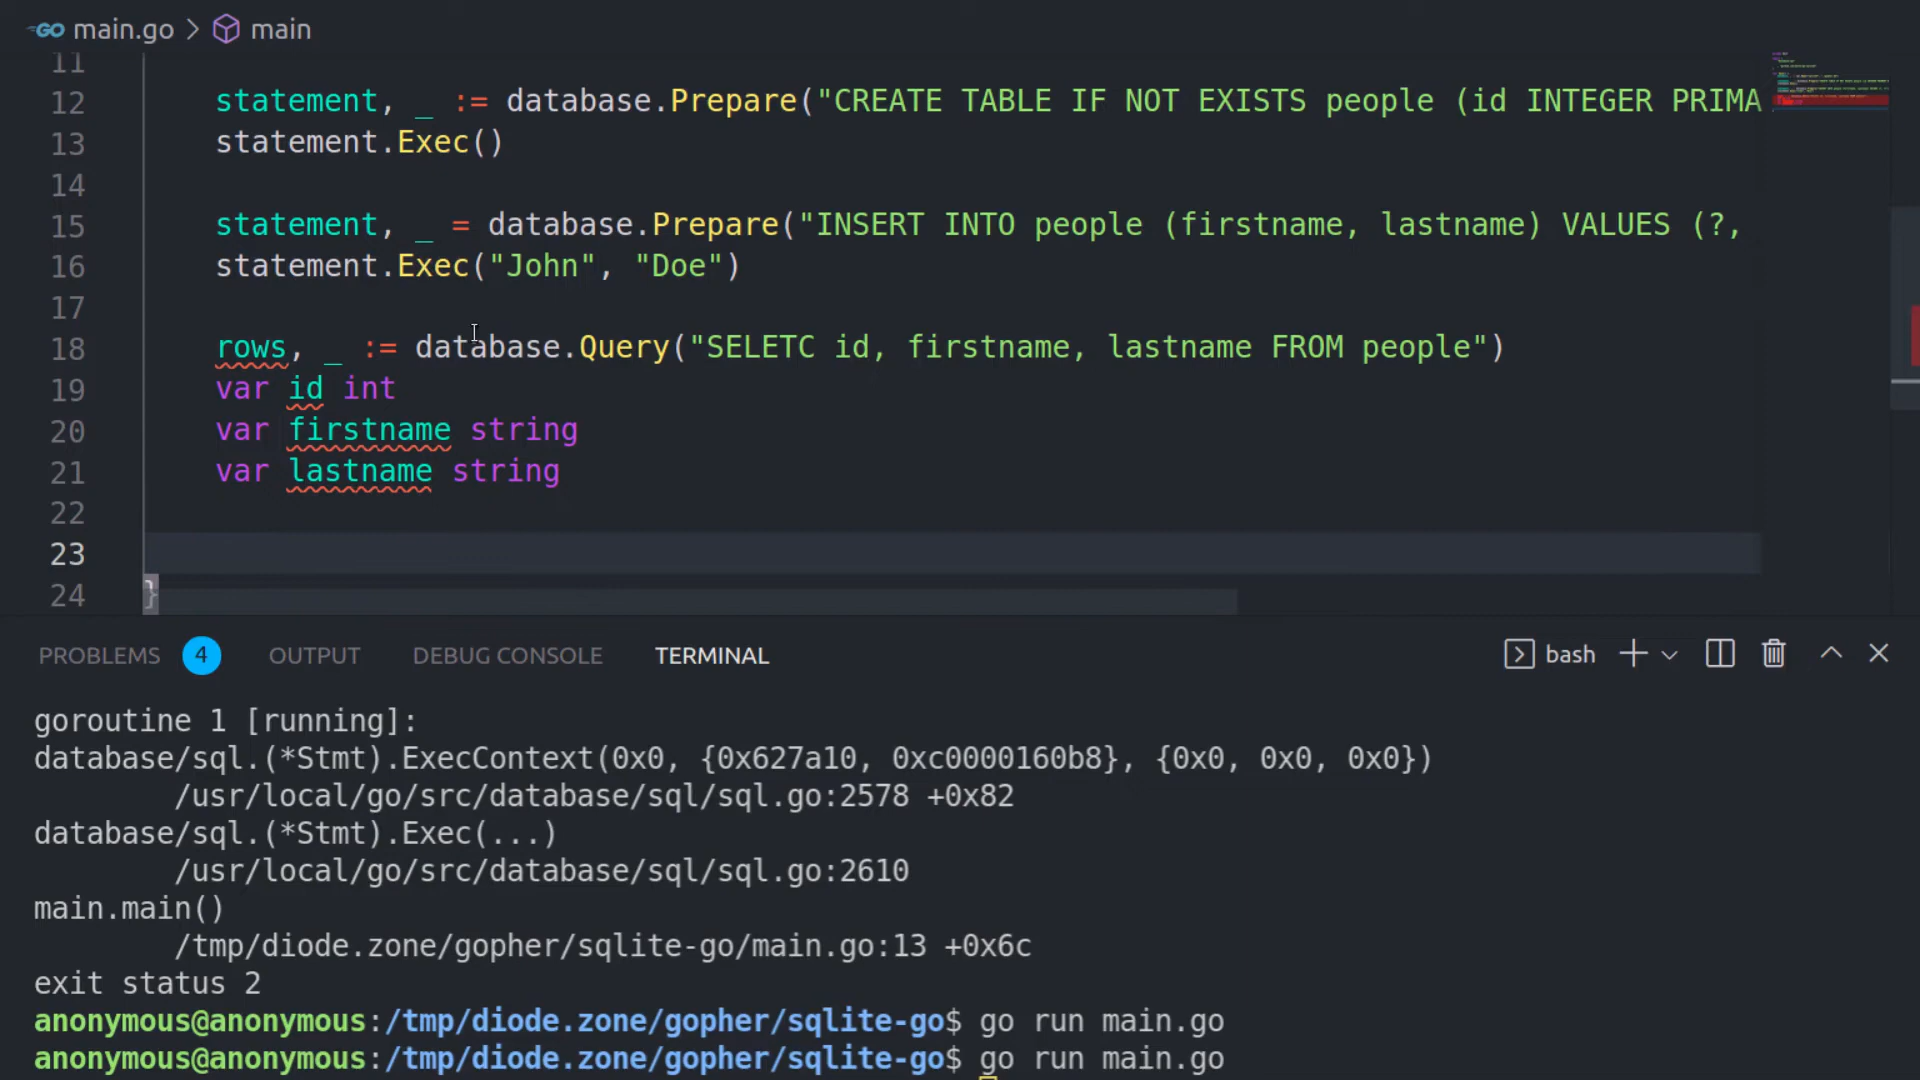 GO main.go > main
11
12 statement, _ := database.Prepare("CREATE TABLE IF NOT EXISTS people (id INTEGER PRIMA
13 statement.Exec()
14
15 statement, _ = database.Prepare("INSERT INTO people (firstname, lastname) VALUES (?,
16 statement.Exec("John", "Doe")
17
18 rows, _ := database.Query("SELETC id, firstname, lastname FROM people")
19 var id int
20 var firstname string
21 var lastname string
22
23
24 }
PROBLEMS 4 OUTPUT DEBUG CONSOLE TERMINAL bash
goroutine 1 [running]:
database/sql.(*Stmt).ExecContext(0x0, {0x627a10, 0xc0000160b8}, {0x0, 0x0, 0x0})
/usr/local/go/src/database/sql/sql.go:2578 +0x82
database/sql.(*Stmt).Exec(...)
/usr/local/go/src/database/sql/sql.go:2610
main.main()
/tmp/diode.zone/gopher/sqlite-go/main.go:13 +0x6c
exit status 2
anonymous@anonymous:/tmp/diode.zone/gopher/sqlite-go$ go run main.go
anonymous@anonymous:/tmp/diode.zone/gopher/sqlite-go$ go run main.go